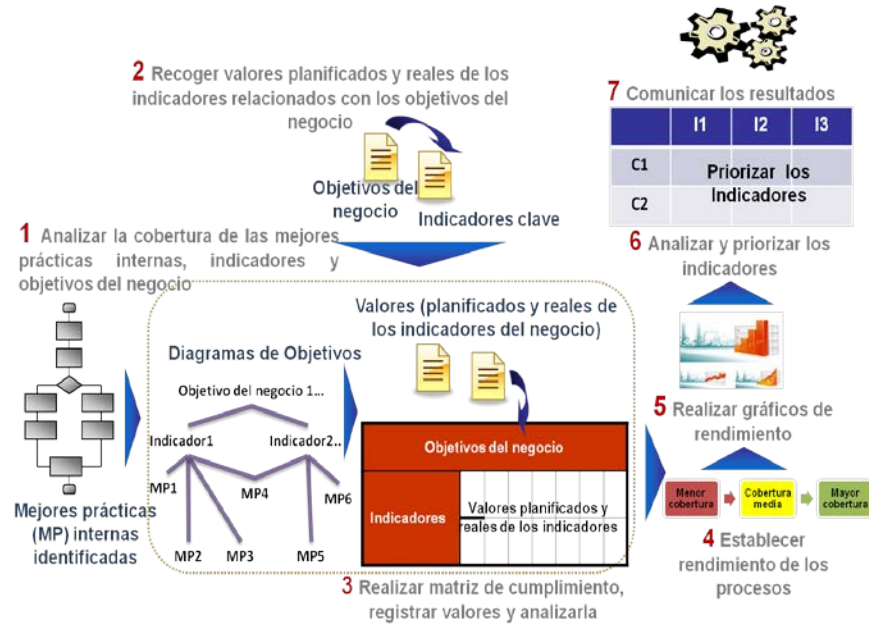 2 Recoger valores planificados y reales de los
indicadores relacionados con los objetivos del
negocio
Objetivos del
negocio
Indicadores clave
1 Analizar la cobertura de las mejores
prácticas internas, indicadores y
objetivos del negocio
Mejores prácticas
(MP) internas
identificadas
Diagramas de Objetivos
Objetivo del negocio 1...
Indicador1
Indicador2..
MP1
MP4
MP6
MP2
MP3
MP5
Valores (planificados y reales de
los indicadores del negocio)
Objetivos del negocio
Indicadores
Valores planificados y
reales de los indicadores
3 Realizar matriz de cumplimiento,
registrar valores y analizarla
Menor
cobertura
Cobertura
media
Mayor
cobertura
4 Establecer
rendimiento de los
procesos
5 Realizar gráficos de
rendimiento
6 Analizar y priorizar los
indicadores
7 Comunicar los resultados
I1 I2 I3
C1
C2
Priorizar los
Indicadores